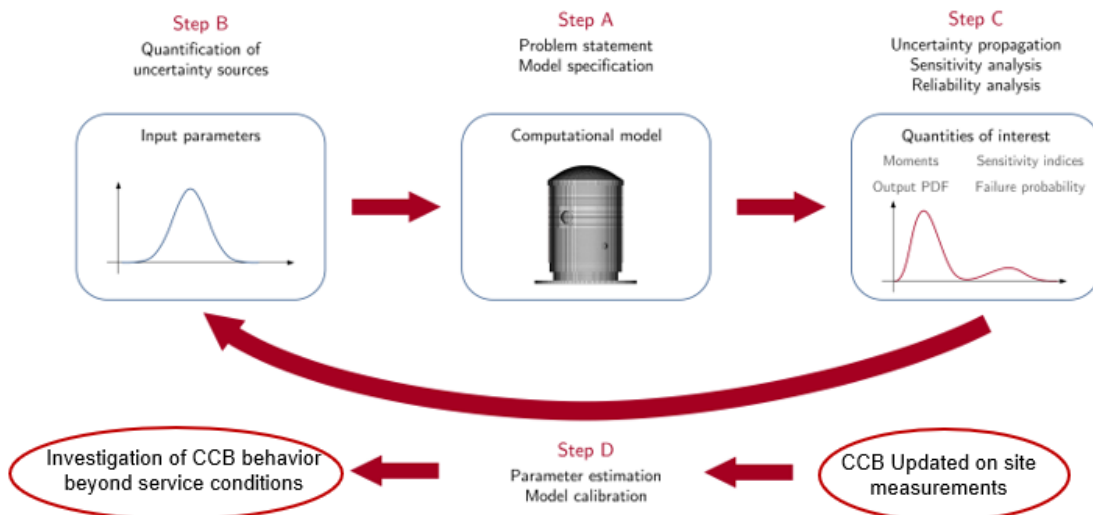 Step B
Quantification of
uncertainty sources
Step A
Problem statement
Model specification
Step C
Uncertainty propagation
Sensitivity analysis
Reliability analysis
Input parameters
Computational model
Quantities of interest
Moments
Sensitivity indices
Output PDF
Failure probability
Investigation of CCB behavior
beyond service conditions
Step D
Parameter estimation
Model calibration
CCB Updated on site
measurements